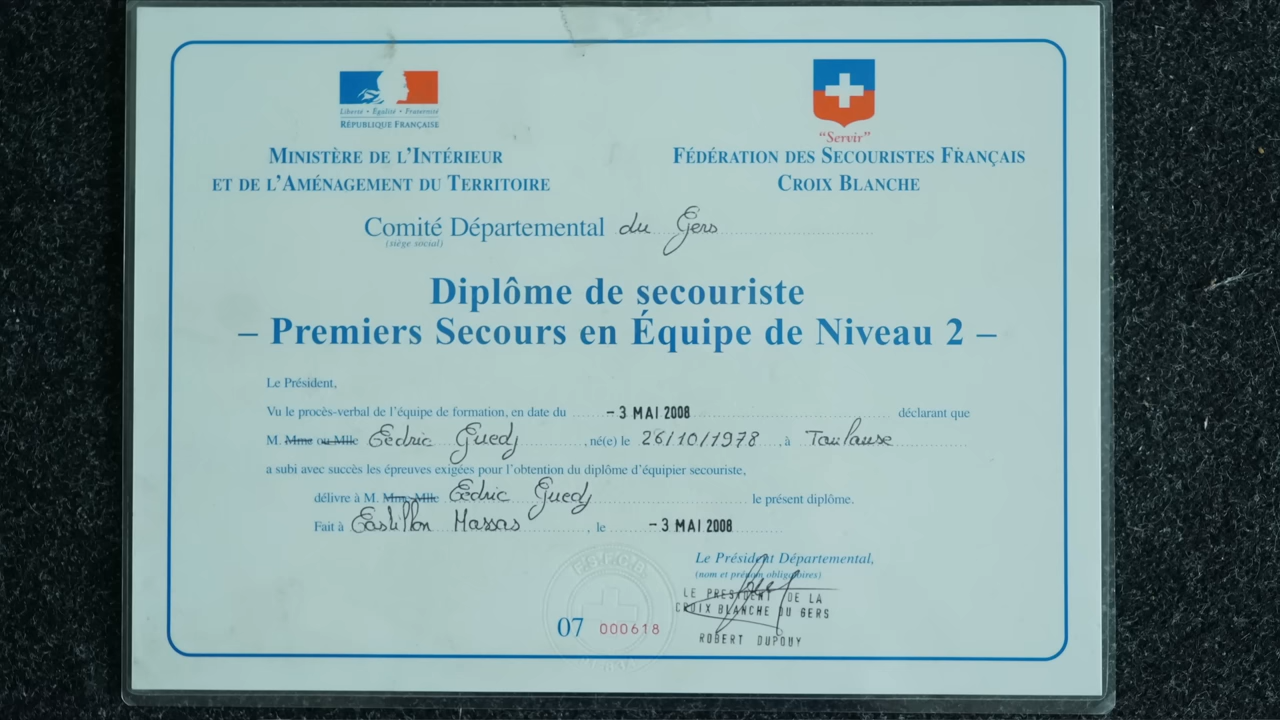 Liberté • Égalité • Fraternité
RÉPUBLIQUE FRANÇAISE
MINISTÈRE DE L'INTÉRIEUR
ET DE L'AMÉNAGEMENT DU TERRITOIRE
"Servir"
FÉDÉRATION DES SECOURISTES FRANÇAIS
CROIX BLANCHE
Comité Départemental du Gers
(siège social)
Diplôme de secouriste
– Premiers Secours en Équipe de Niveau 2 –
Le Président,
Vu le procès-verbal de l'équipe de formation, en date du - 3 MAI 2008 déclarant que
M. Mme ou Mlle Cédric Guedj, né(e) le 26/10/1978, à Toulouse
a subi avec succès les épreuves exigées pour l'obtention du diplôme d'équipier secouriste,
délivre à M. Mme, Mlle Cédric Guedj le présent diplôme.
Fait à Castillon Massas, le - 3 MAI 2008
Le Président Départemental,
(nom et prénom obligatoires)
LE PRESIDENT DE LA
CROIX BLANCHE DU GERS
ROBERT DUPOUY
F.F.S.C.B.
07 000618